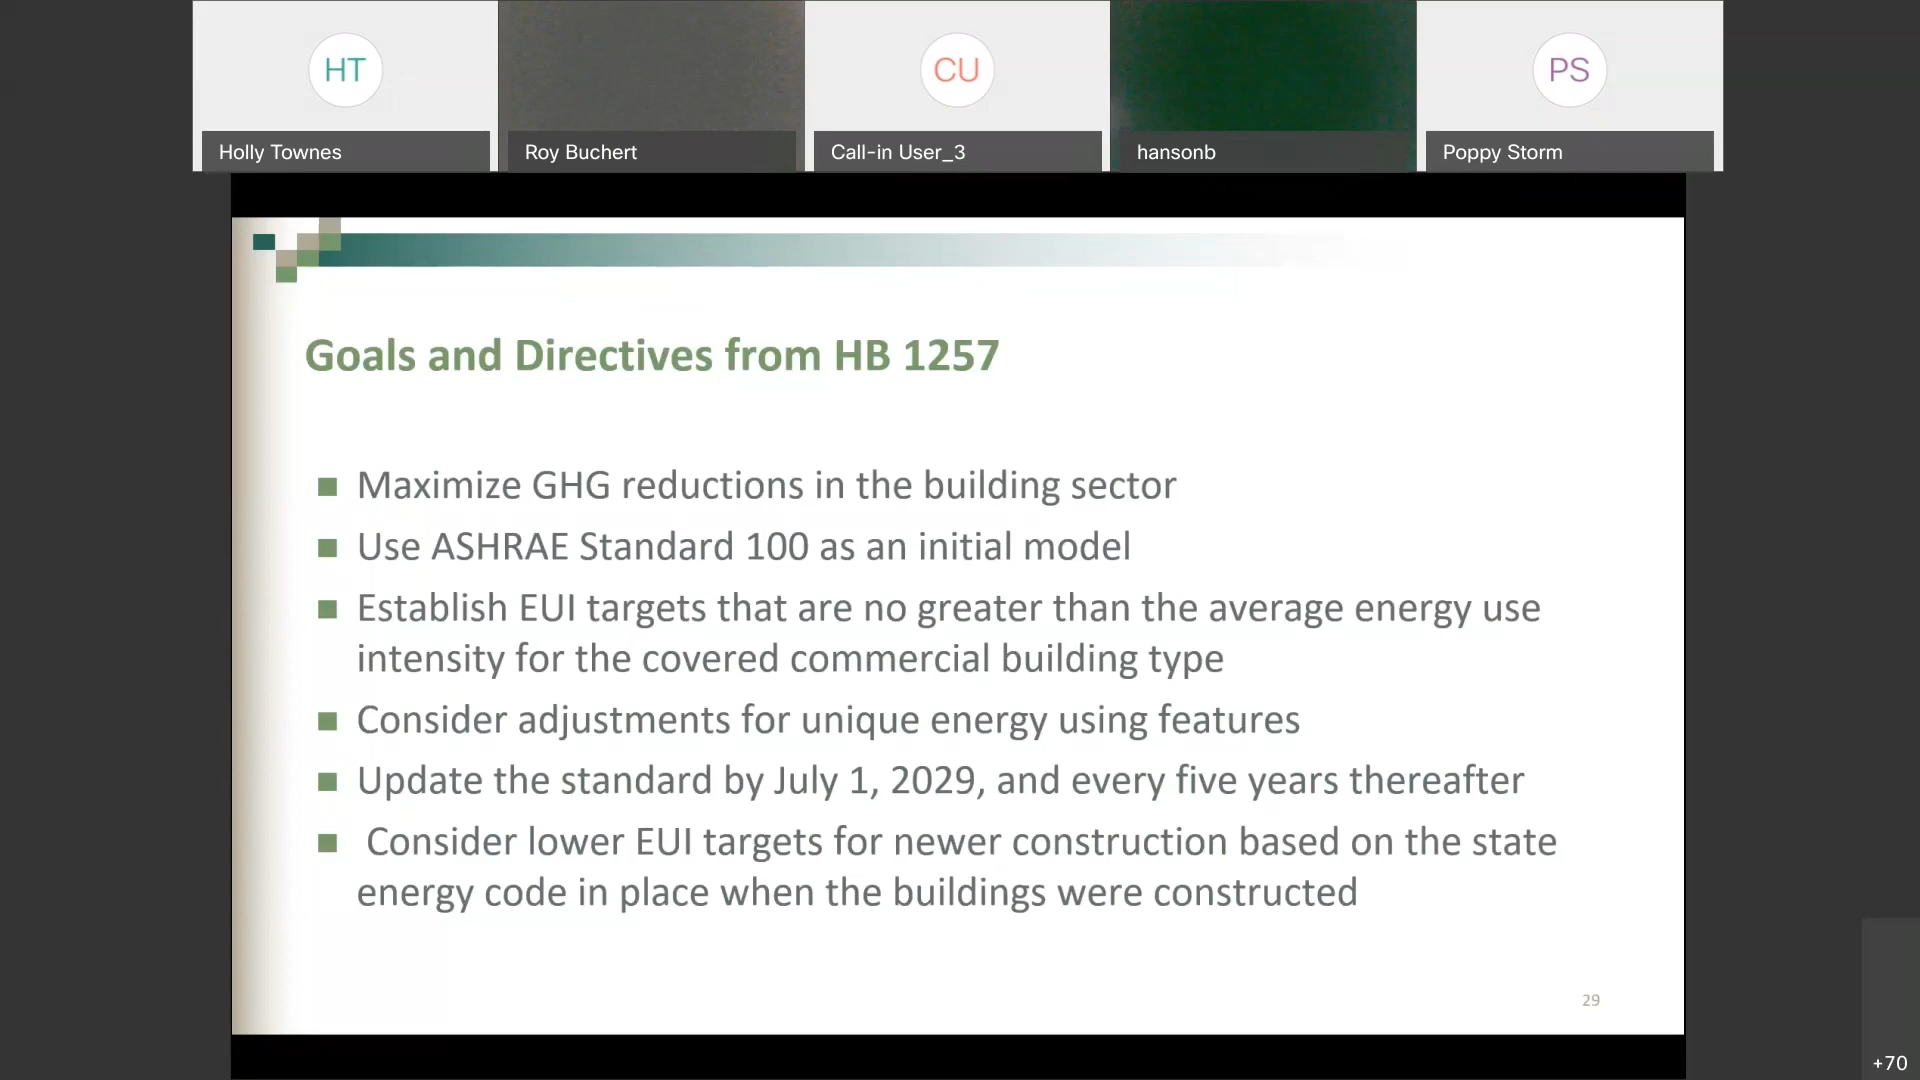 HT
CU
PS
Holly Townes
Roy Buchert
Call-in User_3
hansonb
Poppy Storm
Goals and Directives from HB 1257
Maximize GHG reductions in the building sector
Use ASHRAE Standard 100 as an initial model
Establish EUI targets that are no greater than the average energy use
intensity for the covered commercial building type
Consider adjustments for unique energy using features
Update the standard by July 1, 2029, and every five years thereafter
Consider lower EUI targets for newer construction based on the state
energy code in place when the buildings were constructed
29
+70